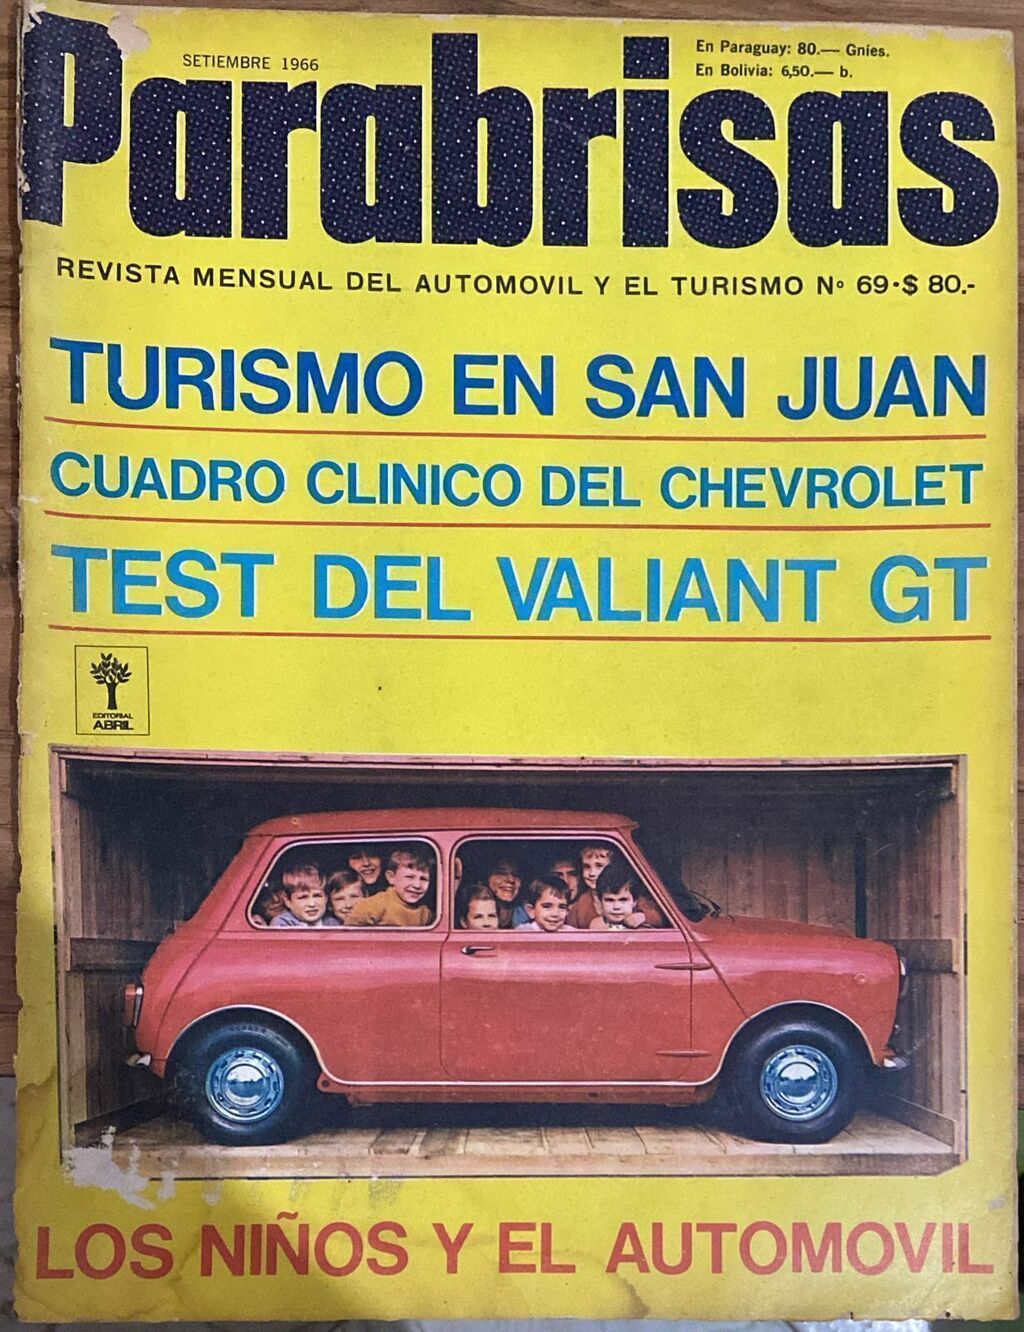 SETIEMBRE 1966
En Paraguay: 80.— Gníes.
En Bolivia: 6,50.— b.
Parabrisas
REVISTA MENSUAL DEL AUTOMOVIL Y EL TURISMO Nº 69·$ 80.-
TURISMO EN SAN JUAN
CUADRO CLINICO DEL CHEVROLET
TEST DEL VALIANT GT
EDITORIAL
ABRIL
LOS NIÑOS Y EL AUTOMOVIL